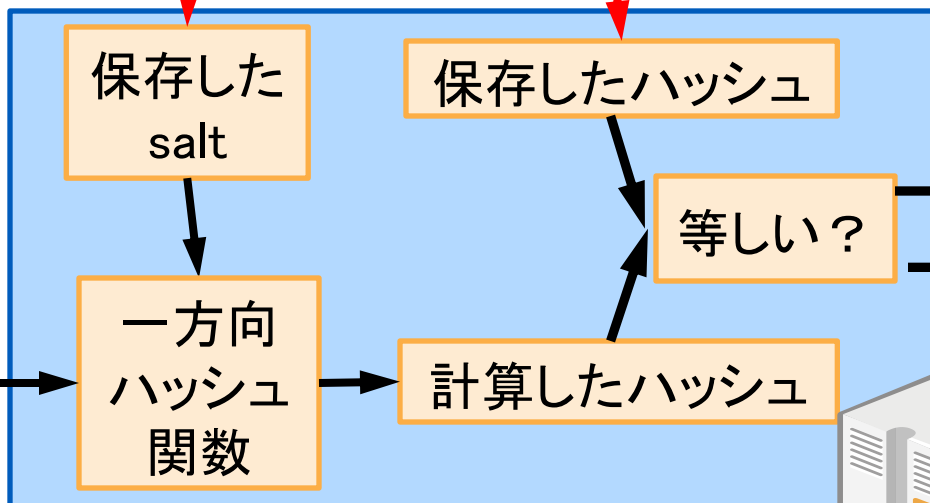 保存した
salt
保存したハッシュ
等しい？
一方向
ハッシュ
関数
計算したハッシュ